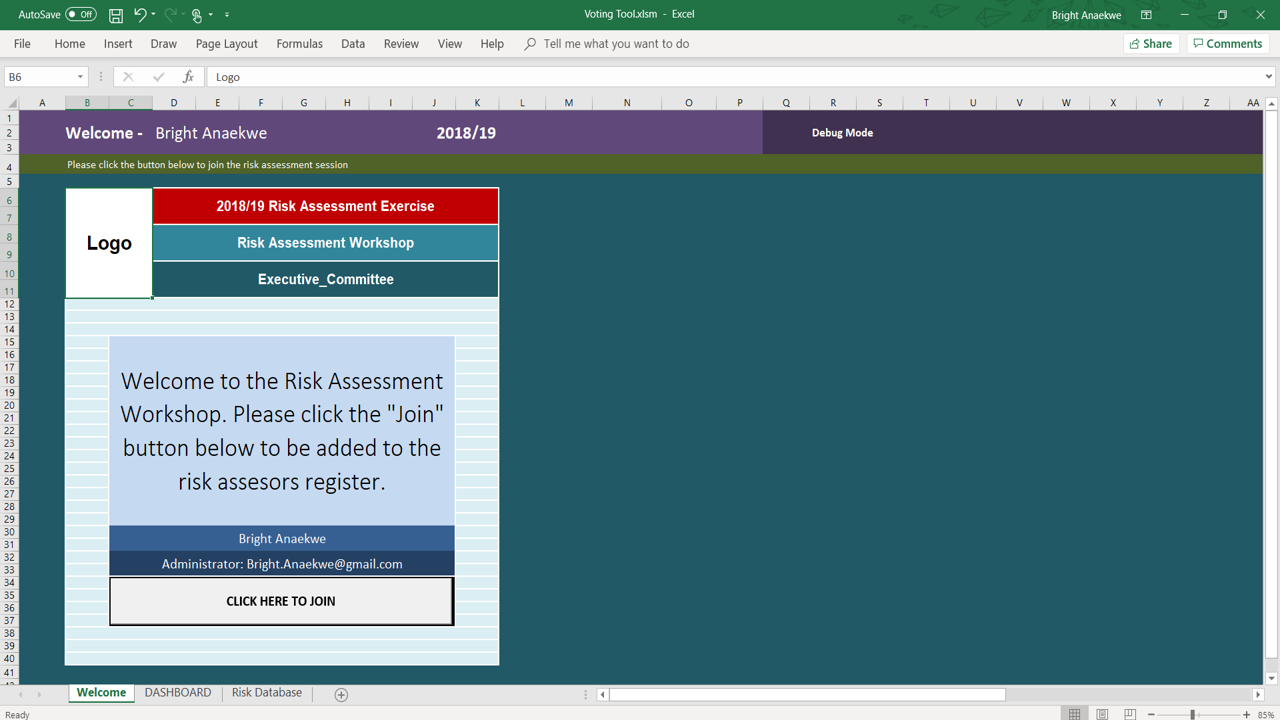 AutoSave Off Voting Tool.xlsm - Excel Bright Anaekwe
File Home Insert Draw Page Layout Formulas Data Review View Help Tell me what you want to do Share Comments
B6 fx Logo
A B C D E F G H I J K L M N O P Q R S T U V W X Y Z AA
1
2 Welcome - Bright Anaekwe 2018/19 Debug Mode
3
4 Please click the button below to join the risk assessment session
5
6 2018/19 Risk Assessment Exercise
7
8 Logo Risk Assessment Workshop
9
10 Executive_Committee
11
12
13
14
15
16
17
18 Welcome to the Risk Assessment
19
20
21 Workshop. Please click the "Join"
22
23 button below to be added to the
24
25
26 risk assesors register.
27
28
29
30
31 Bright Anaekwe
32
33 Administrator: Bright.Anaekwe@gmail.com
34
35
36 CLICK HERE TO JOIN
37
38
39
40
41
Welcome DASHBOARD Risk Database
Ready 85%